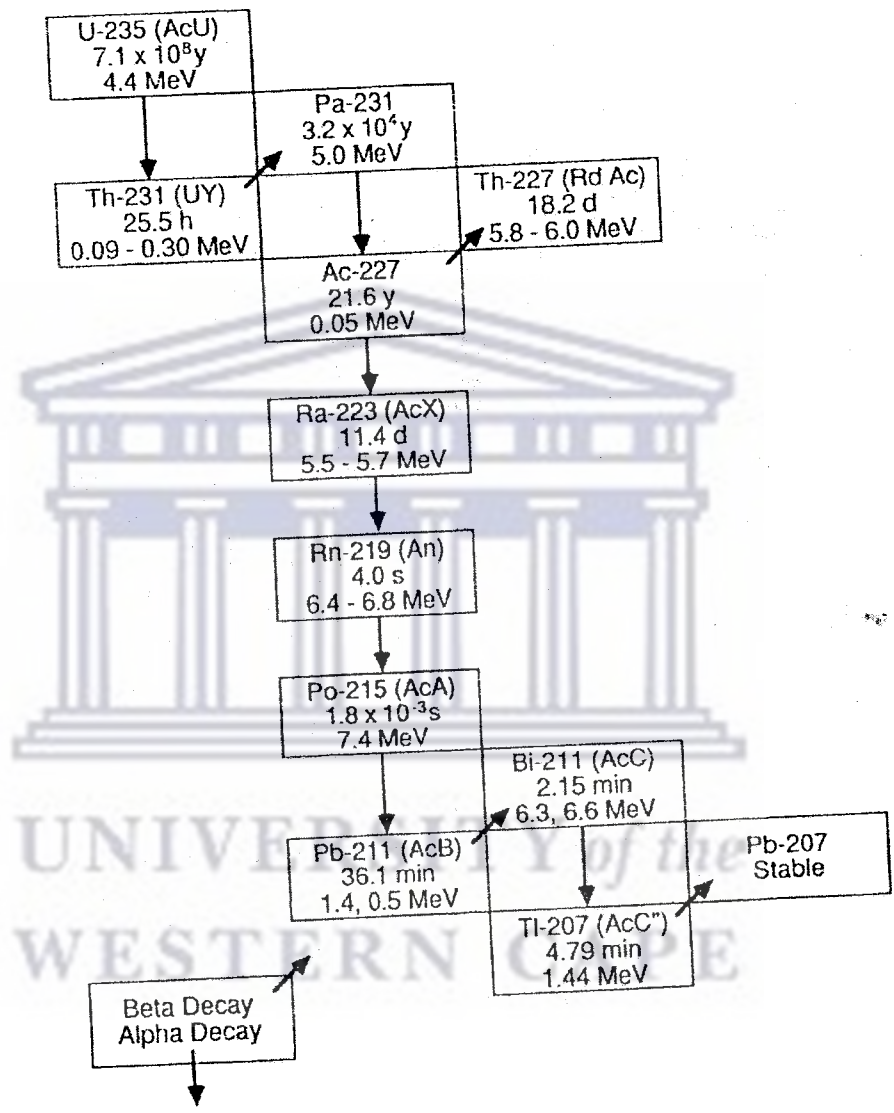 U-235 (AcU)
7.1 x 10⁸y
4.4 MeV
Pa-231
3.2 x 10⁴y
5.0 MeV
Th-231 (UY)
25.5 h
0.09 - 0.30 MeV
Th-227 (Rd Ac)
18.2 d
5.8 - 6.0 MeV
Ac-227
21.6 y
0.05 MeV
Ra-223 (AcX)
11.4 d
5.5 - 5.7 MeV
Rn-219 (An)
4.0 s
6.4 - 6.8 MeV
Po-215 (AcA)
1.8 x 10⁻³s
7.4 MeV
Bi-211 (AcC)
2.15 min
6.3, 6.6 MeV
Pb-211 (AcB)
36.1 min
1.4, 0.5 MeV
Pb-207
Stable
Tl-207 (AcC")
4.79 min
1.44 MeV
Beta Decay
Alpha Decay
UNIVERSITY of the
WESTERN CAPE